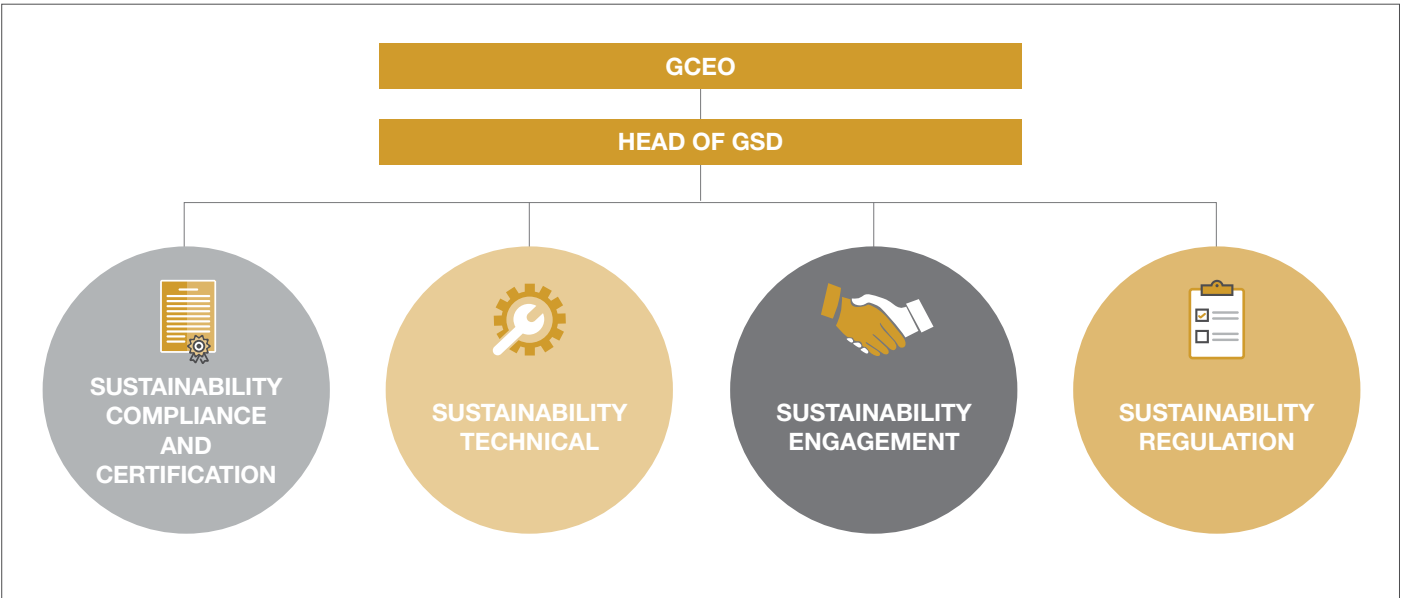 GCEO
HEAD OF GSD
SUSTAINABILITY
COMPLIANCE
AND
CERTIFICATION
SUSTAINABILITY
TECHNICAL
SUSTAINABILITY
ENGAGEMENT
SUSTAINABILITY
REGULATION